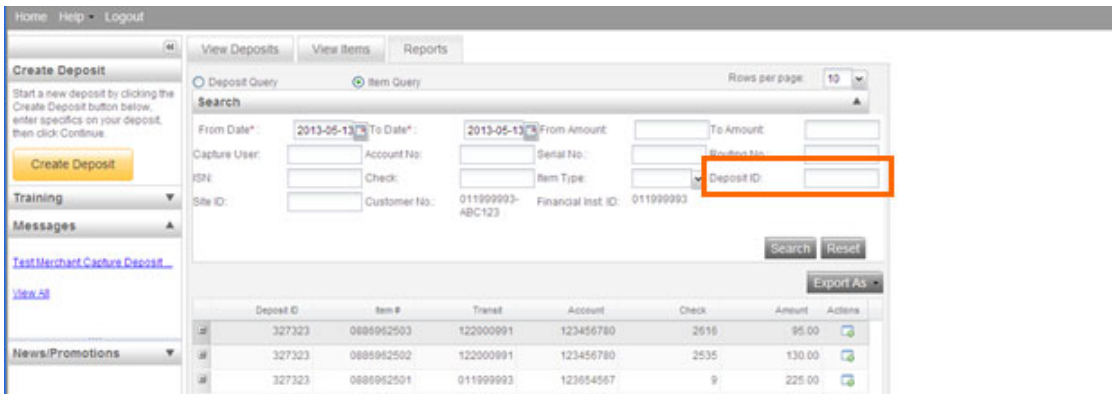 Home Help Logout
View Deposits View Items Reports
Create Deposit
Start a new deposit by clicking the
Create Deposit button below,
enter specifics on your deposit,
then click Continue.
Create Deposit
Training
Messages
Test Merchant Capture Deposit ...
View All
News/Promotions
Deposit Query Item Query Rows per page: 10
Search
From Date* : 2013-05-13 To Date* : 2013-05-13 From Amount: To Amount:
Capture User: Account No: Serial No.: Routing No.:
ISN: Check: Item Type: Deposit ID:
Site ID: Customer No.: 011999993-
ABC123 Financial Inst. ID: 011999993
Search Reset
Export As
Deposit ID Item # Transit Account Check Amount Actions
327323 0886962503 122000991 123456780 2616 95.00
327323 0886962502 122000991 123456780 2535 130.00
327323 0886962501 011999993 123654567 9 225.00